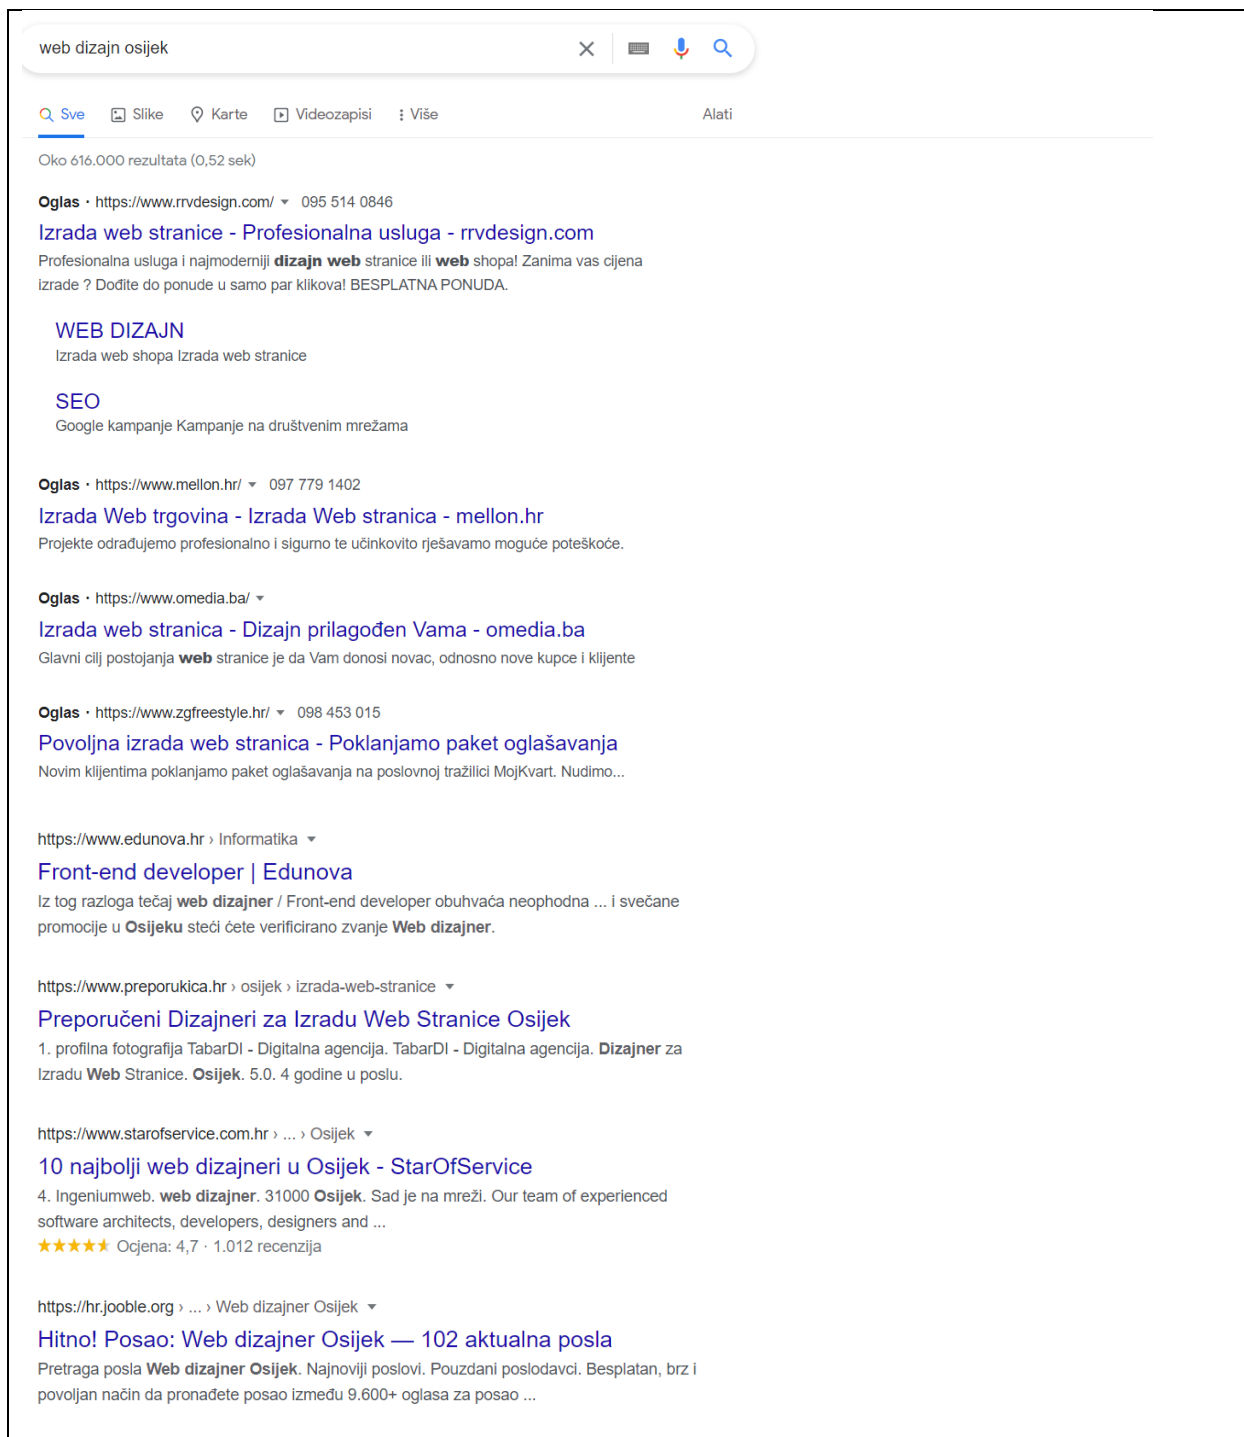 web dizajn osijek
Sve Slike Karte Videozapisi Više Alati
Oko 616.000 rezultata (0,52 sek)
Oglas · https://www.rrvdesign.com/ 095 514 0846
Izrada web stranice - Profesionalna usluga - rrvdesign.com
Profesionalna usluga i najmoderniji dizajn web stranice ili web shopa! Zanima vas cijena
izrade ? Dođite do ponude u samo par klikova! BESPLATNA PONUDA.
WEB DIZAJN
Izrada web shopa Izrada web stranice
SEO
Google kampanje Kampanje na društvenim mrežama
Oglas · https://www.mellon.hr/ 097 779 1402
Izrada Web trgovina - Izrada Web stranica - mellon.hr
Projekte odrađujemo profesionalno i sigurno te učinkovito rješavamo moguće poteškoće.
Oglas · https://www.omedia.ba/
Izrada web stranica - Dizajn prilagođen Vama - omedia.ba
Glavni cilj postojanja web stranice je da Vam donosi novac, odnosno nove kupce i klijente
Oglas · https://www.zgfreestyle.hr/ 098 453 015
Povoljna izrada web stranica - Poklanjamo paket oglašavanja
Novim klijentima poklanjamo paket oglašavanja na poslovnoj tražilici MojKvart. Nudimo...
https://www.edunova.hr › Informatika
Front-end developer | Edunova
Iz tog razloga tečaj web dizajner / Front-end developer obuhvaća neophodna ... i svečane
promocije u Osijeku steći ćete verificirano zvanje Web dizajner.
https://www.preporukica.hr › osijek › izrada-web-stranice
Preporučeni Dizajneri za Izradu Web Stranice Osijek
1. profilna fotografija TabarDI - Digitalna agencija. TabarDI - Digitalna agencija. Dizajner za
Izradu Web Stranice. Osijek. 5.0. 4 godine u poslu.
https://www.starofservice.com.hr › ... › Osijek
10 najbolji web dizajneri u Osijek - StarOfService
4. Ingeniumweb. web dizajner. 31000 Osijek. Sad je na mreži. Our team of experienced
software architects, developers, designers and ...
Ocjena: 4,7 · 1.012 recenzija
https://hr.jooble.org › ... › Web dizajner Osijek
Hitno! Posao: Web dizajner Osijek — 102 aktualna posla
Pretraga posla Web dizajner Osijek. Najnoviji poslovi. Pouzdani poslodavci. Besplatan, brz i
povoljan način da pronađete posao između 9.600+ oglasa za posao ...